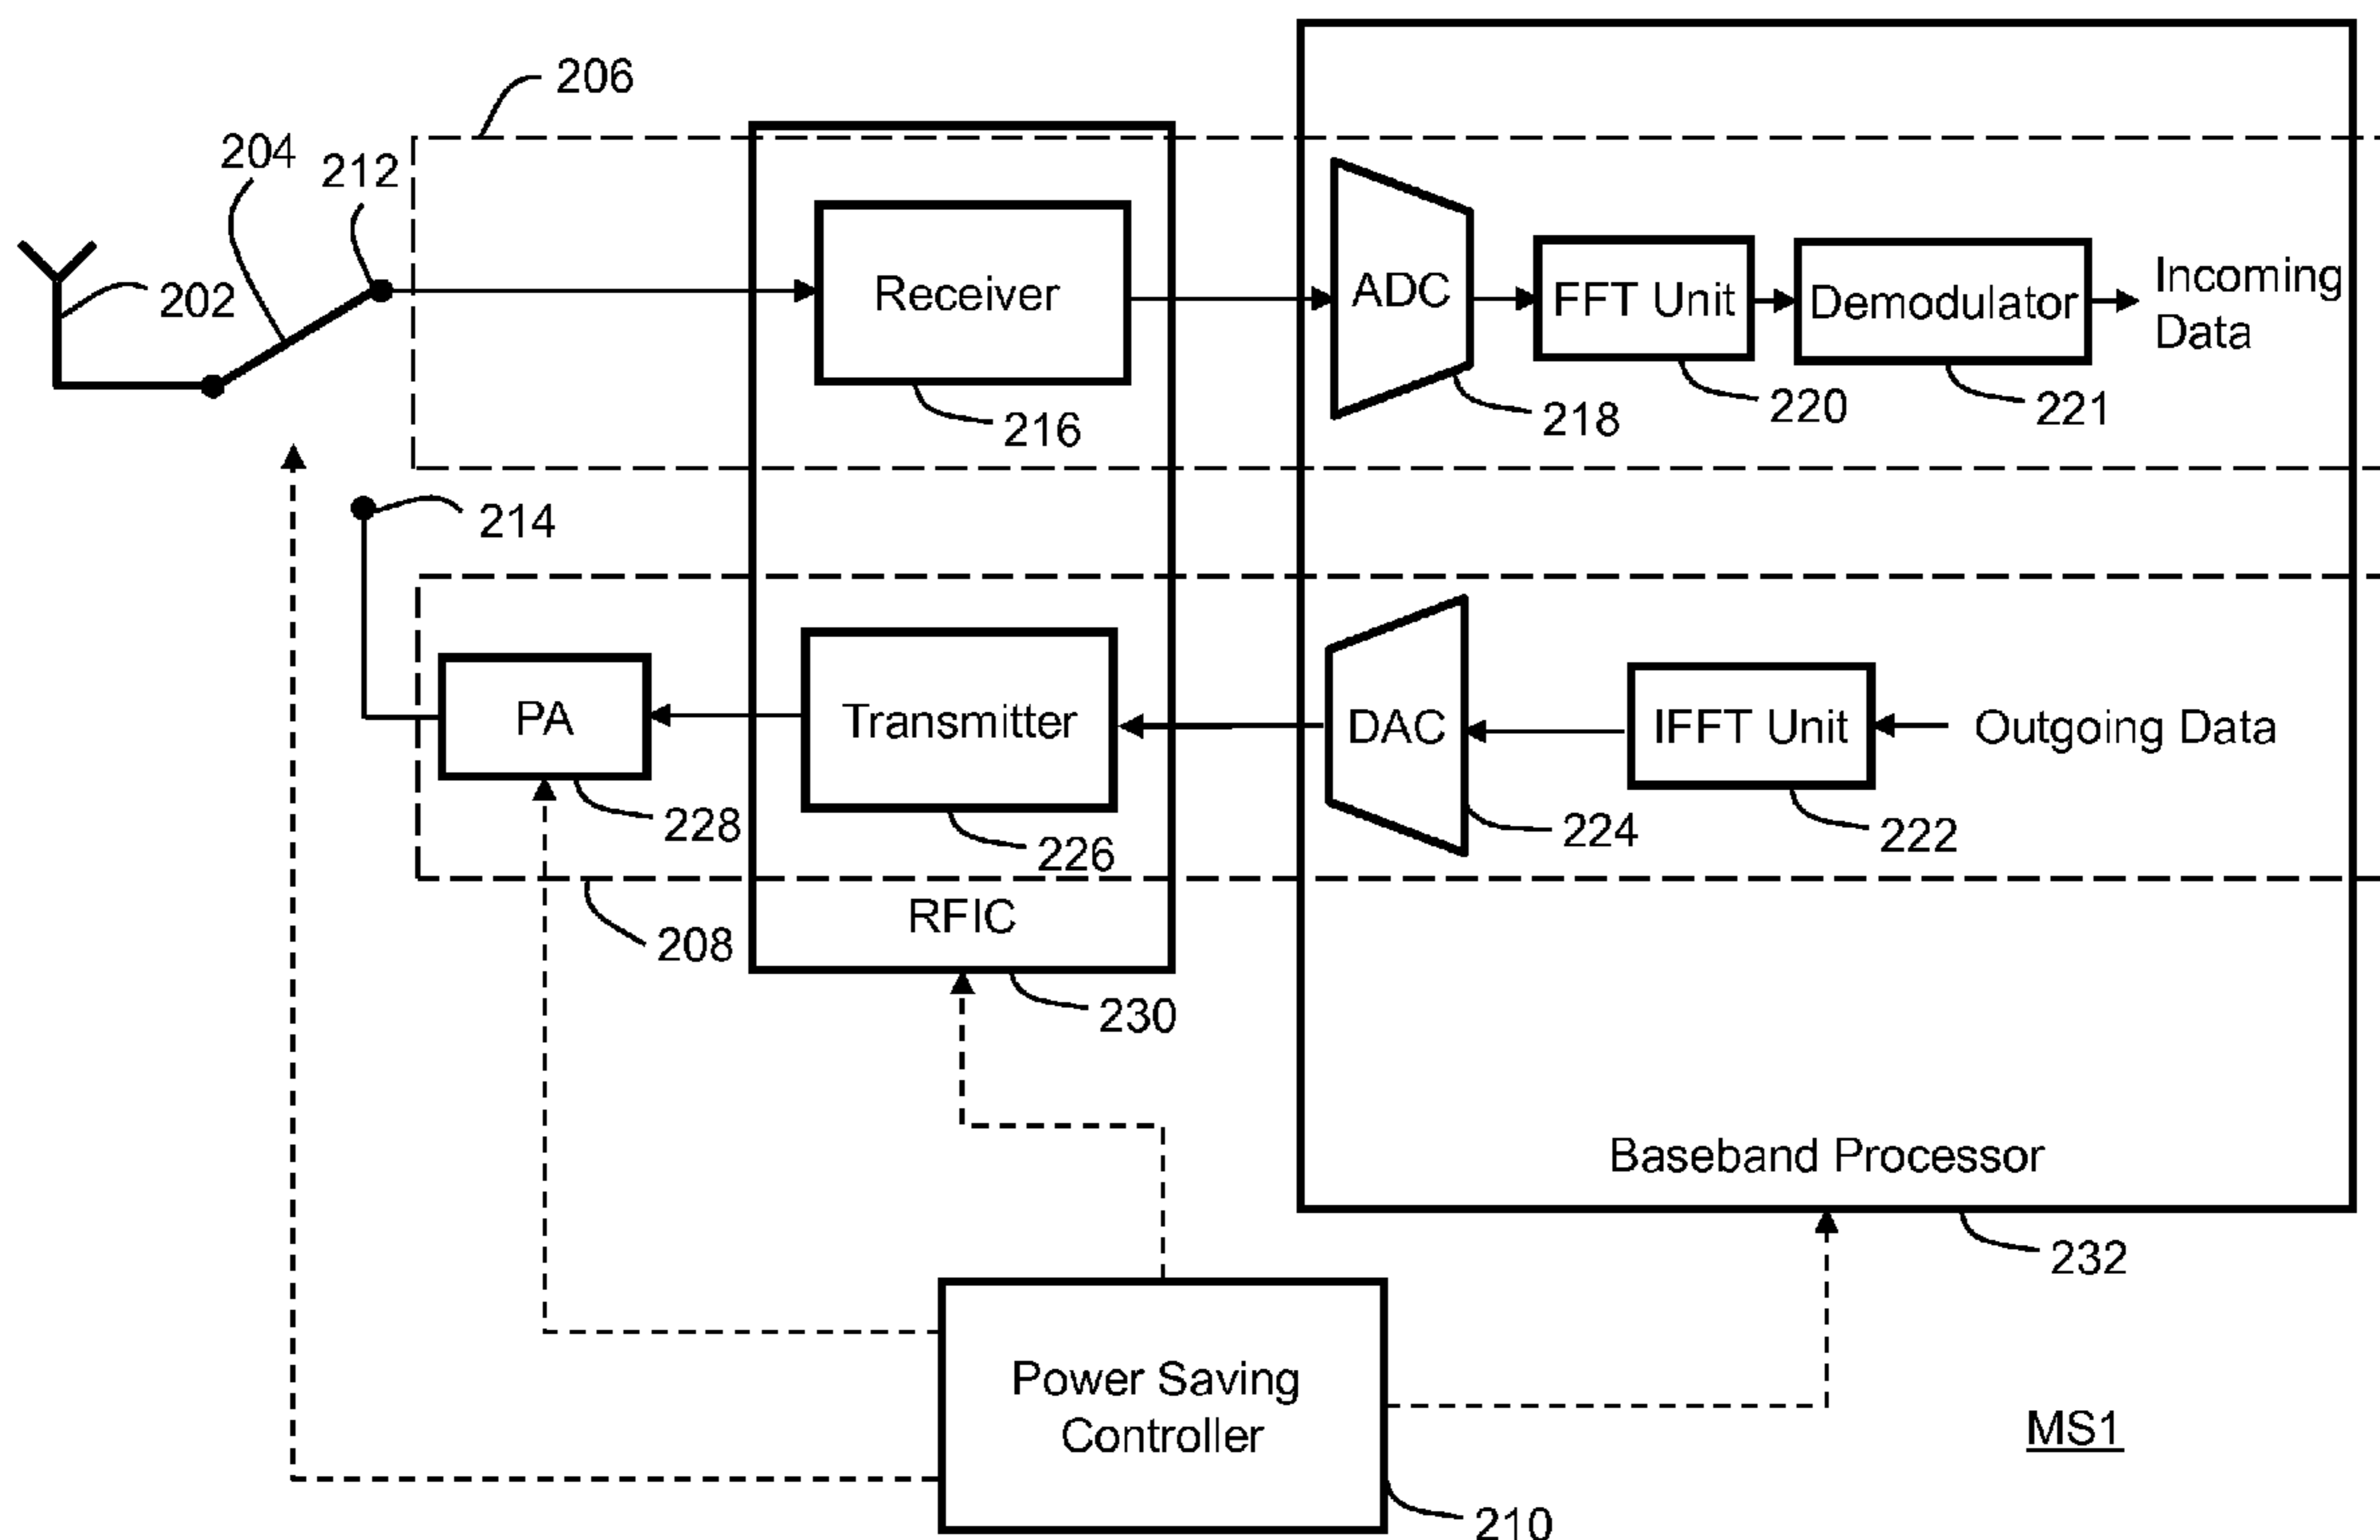 206
204
212
202
Receiver
216
ADC
218
FFT Unit
220
Demodulator
221
Incoming
Data
214
PA
228
Transmitter
226
DAC
224
IFFT Unit
222
Outgoing Data
208
RFIC
230
Baseband Processor
232
Power Saving
Controller
210
MS1